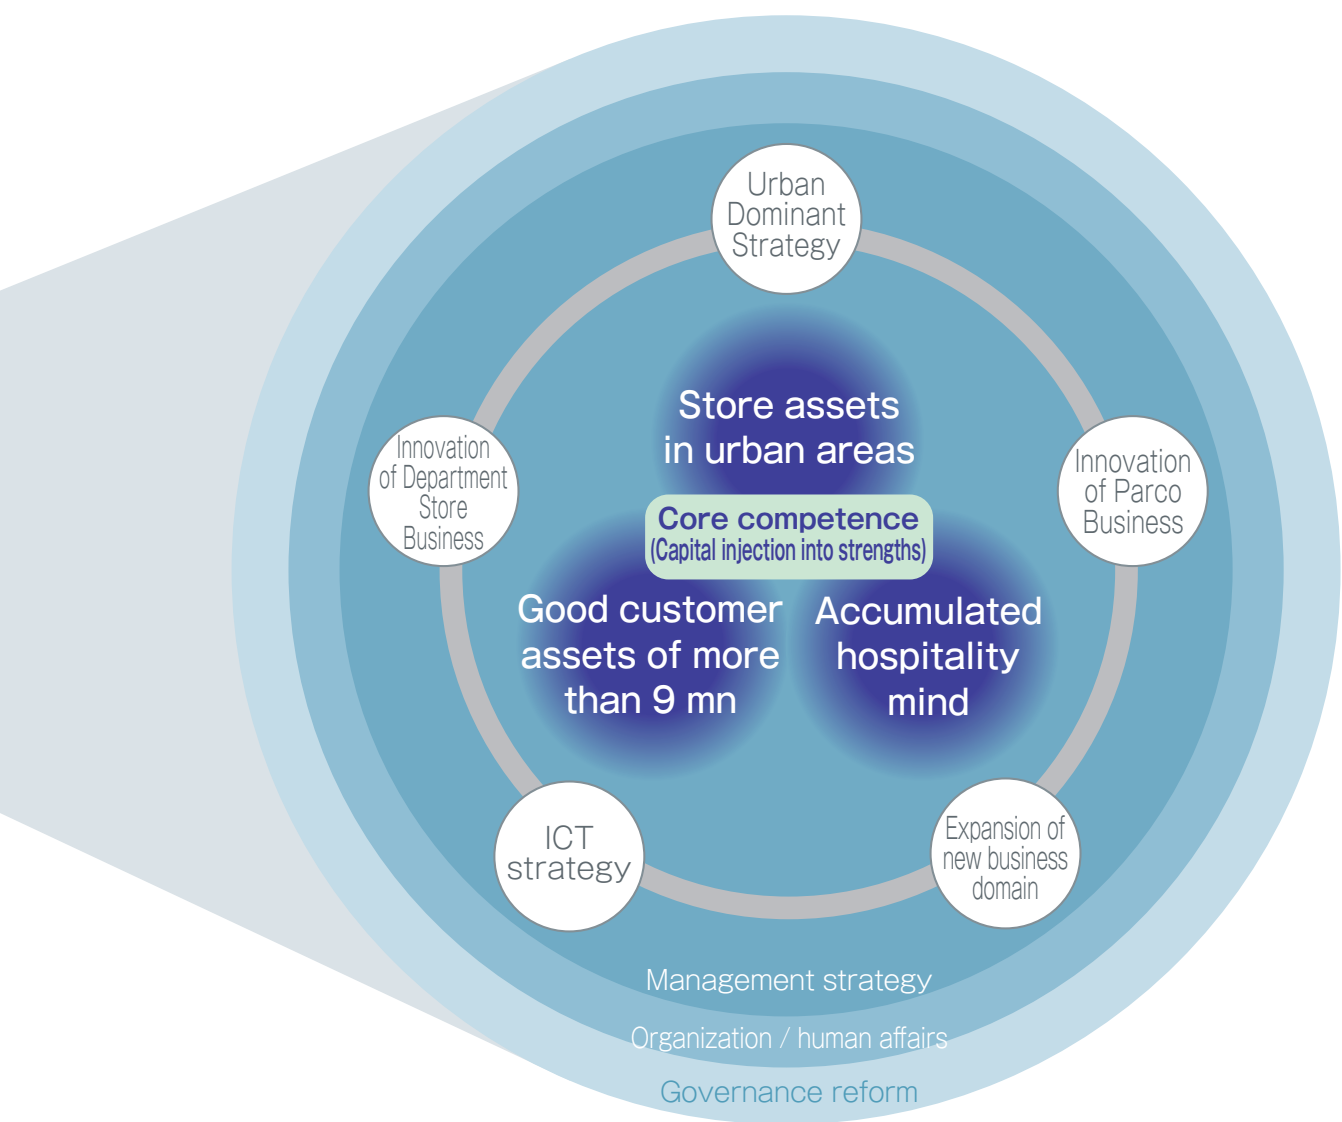 Urban
Dominant
Strategy
Store assets
in urban areas
Innovation
of Department
Store
Business
Innovation
of Parco
Business
Core competence
(Capital injection into strengths)
Good customer
assets of more
than 9 mn
Accumulated
hospitality
mind
ICT
strategy
Expansion of
new business
domain
Management strategy
Organization / human affairs
Governance reform